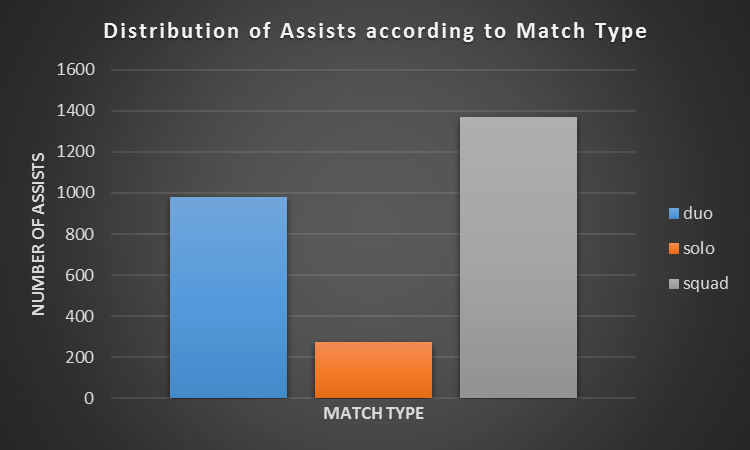 Distribution of Assists according to Match Type
1600
1400
1200
1000
800
600
400
200
0
NUMBER OF ASSISTS
MATCH TYPE
duo
solo
squad